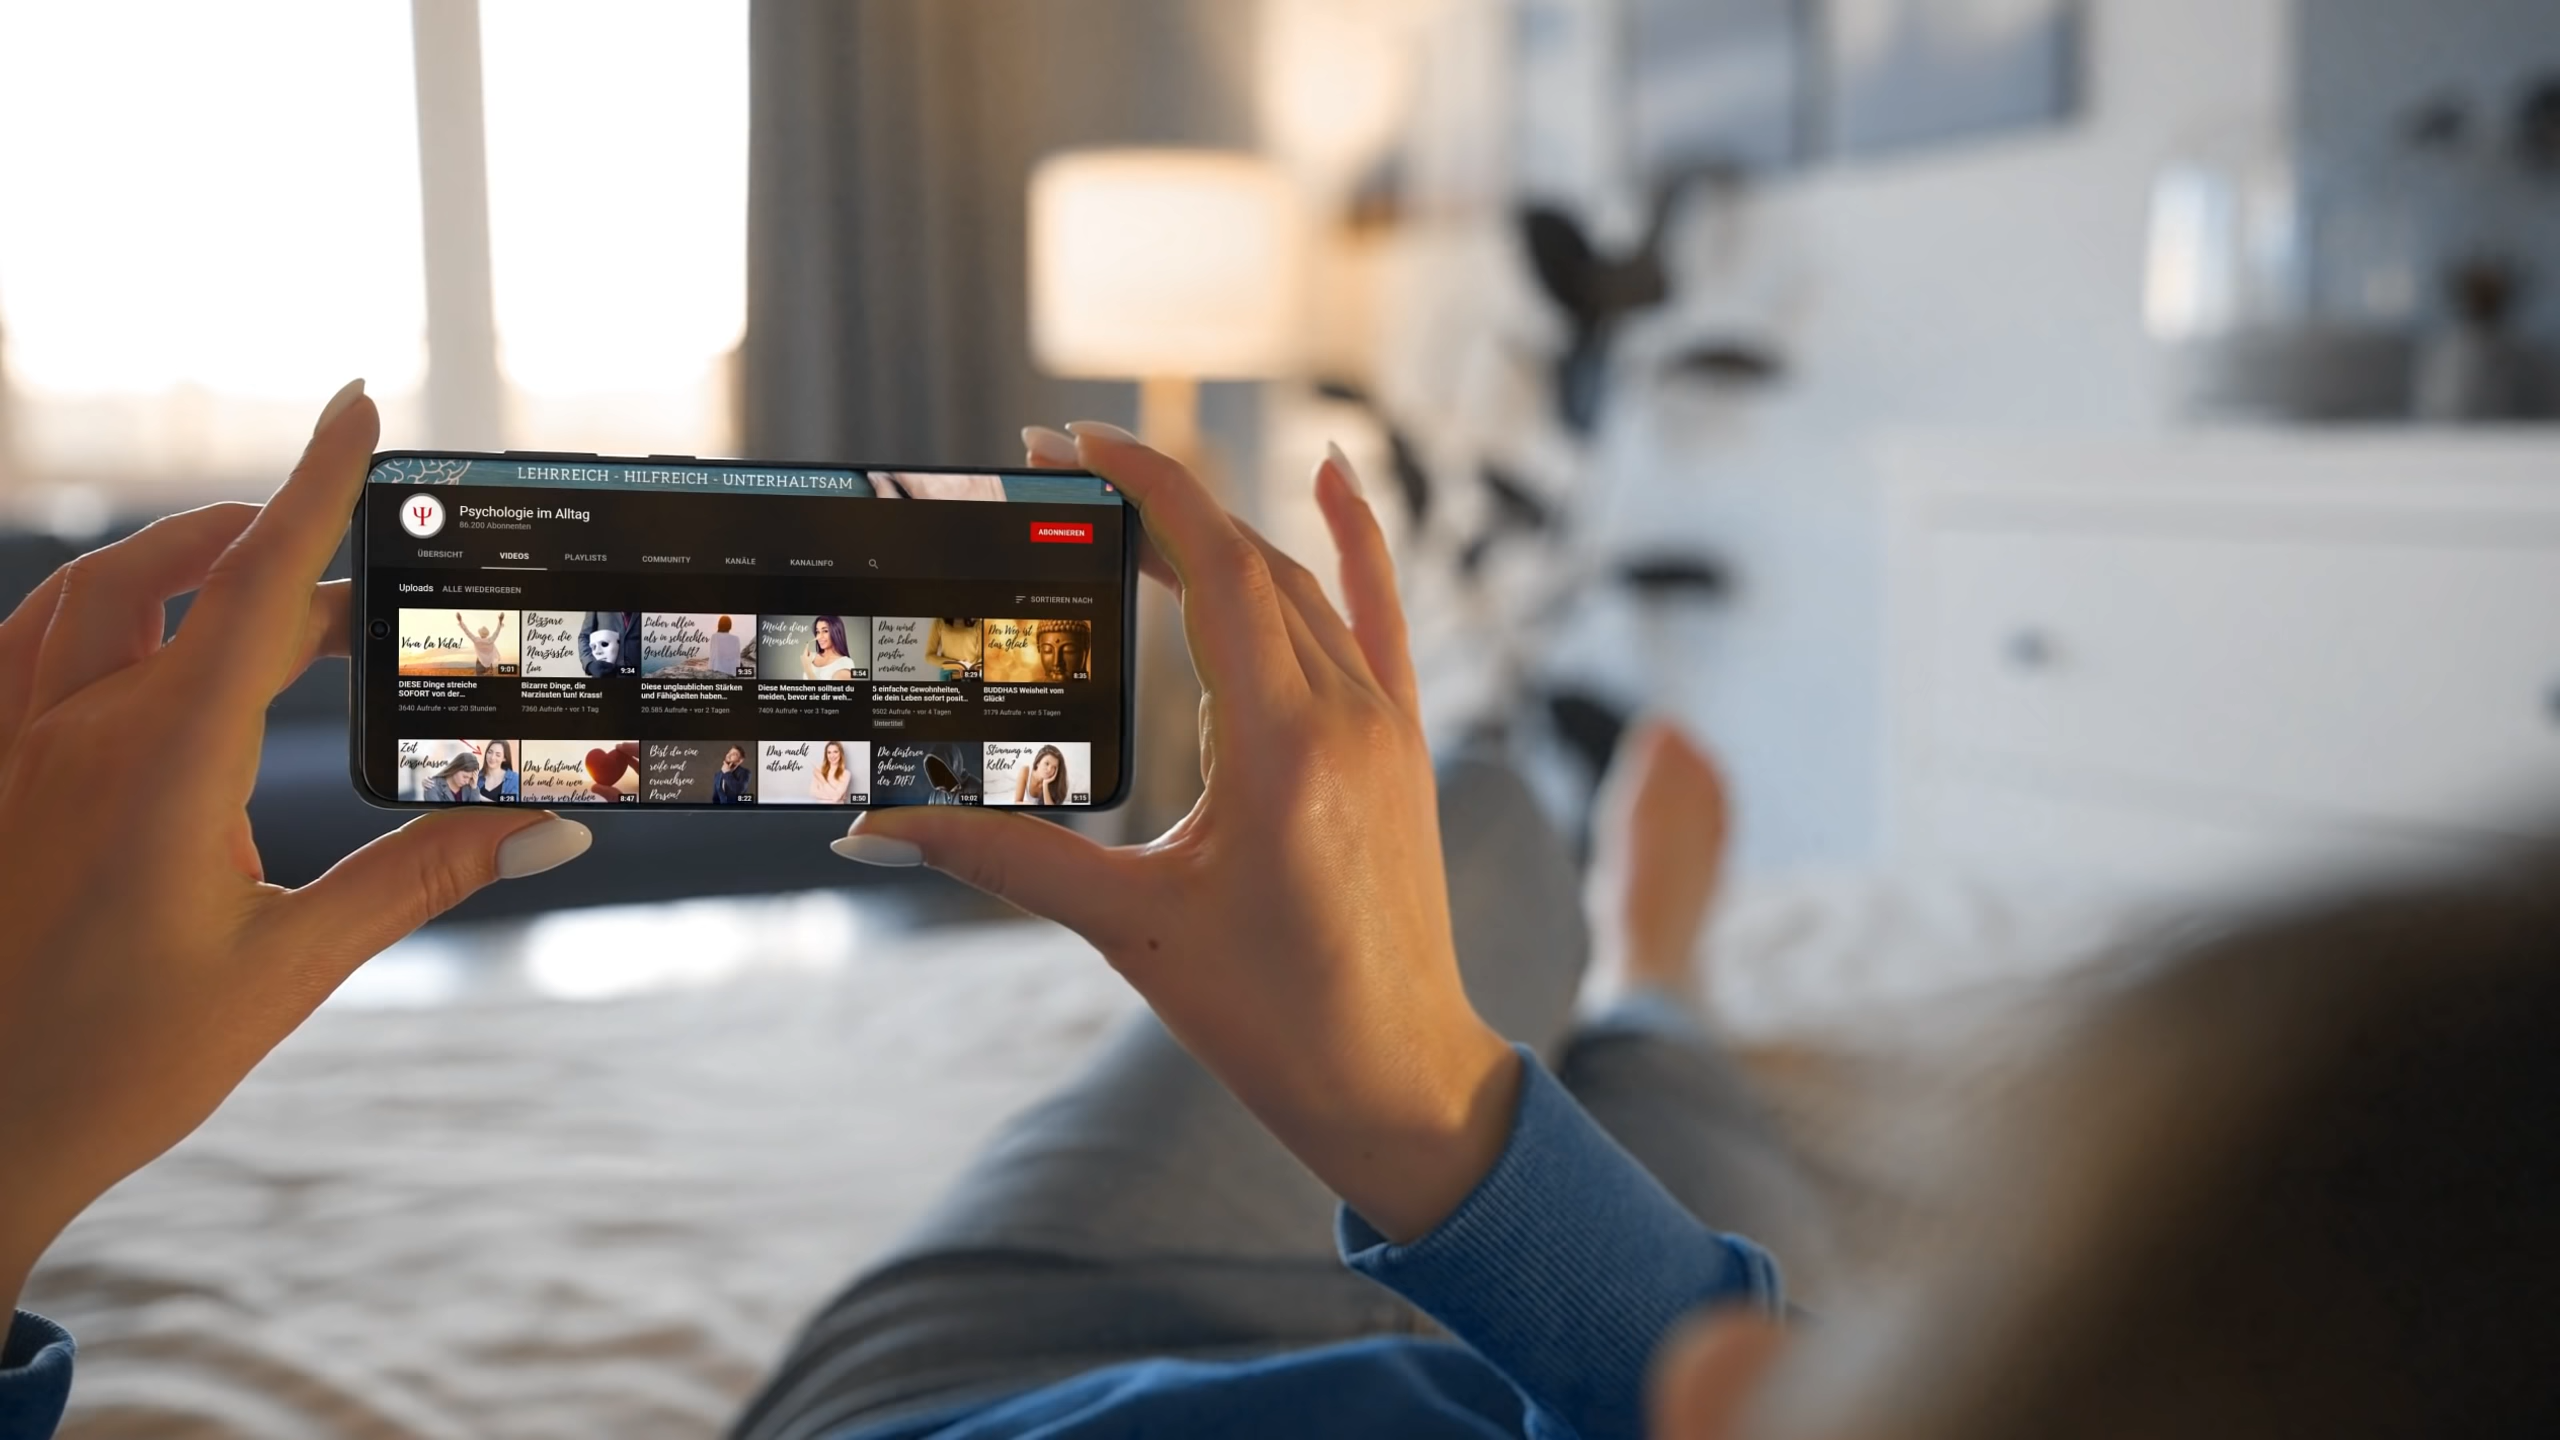 LEHRREICH - HILFREICH - UNTERHALTSAM
Ψ
Psychologie im Alltag
86.200 Abonnenten
ABONNIEREN
ÜBERSICHT VIDEOS PLAYLISTS COMMUNITY KANÄLE KANALINFO
Uploads ALLE WIEDERGEBEN
SORTIEREN NACH
Viva la Vida!
9:01
Bizzare
Dinge, die
Narzissten
tun
9:34
Lieber allein
als in schlechter
Gesellschaft?
9:35
Meide diese
Menschen
8:54
Das wird
dein Leben
positiv
verändern
8:29
Der Weg ist
das Glück
8:35
DIESE Dinge streiche
SOFORT von der...
3640 Aufrufe • vor 20 Stunden
Bizarre Dinge, die
Narzissten tun! Krass!
7360 Aufrufe • vor 1 Tag
Diese unglaublichen Stärken
und Fähigkeiten haben...
20.585 Aufrufe • vor 2 Tagen
Diese Menschen solltest du
meiden, bevor sie dir weh...
7409 Aufrufe • vor 3 Tagen
5 einfache Gewohnheiten,
die dein Leben sofort posit...
9502 Aufrufe • vor 4 Tagen
Untertitel
BUDDHAS Weisheit vom
Glück!
3179 Aufrufe • vor 5 Tagen
Zeit
loszulassen
8:28
Das bestimmt,
ob und in wen
wir uns verlieben
8:47
Bist du eine
reife und
erwachsene
Person?
8:22
Das macht
attraktiv
8:50
Die düsteren
Geheimnisse
des INFJ
10:02
Stimmung im
Keller?
9:15